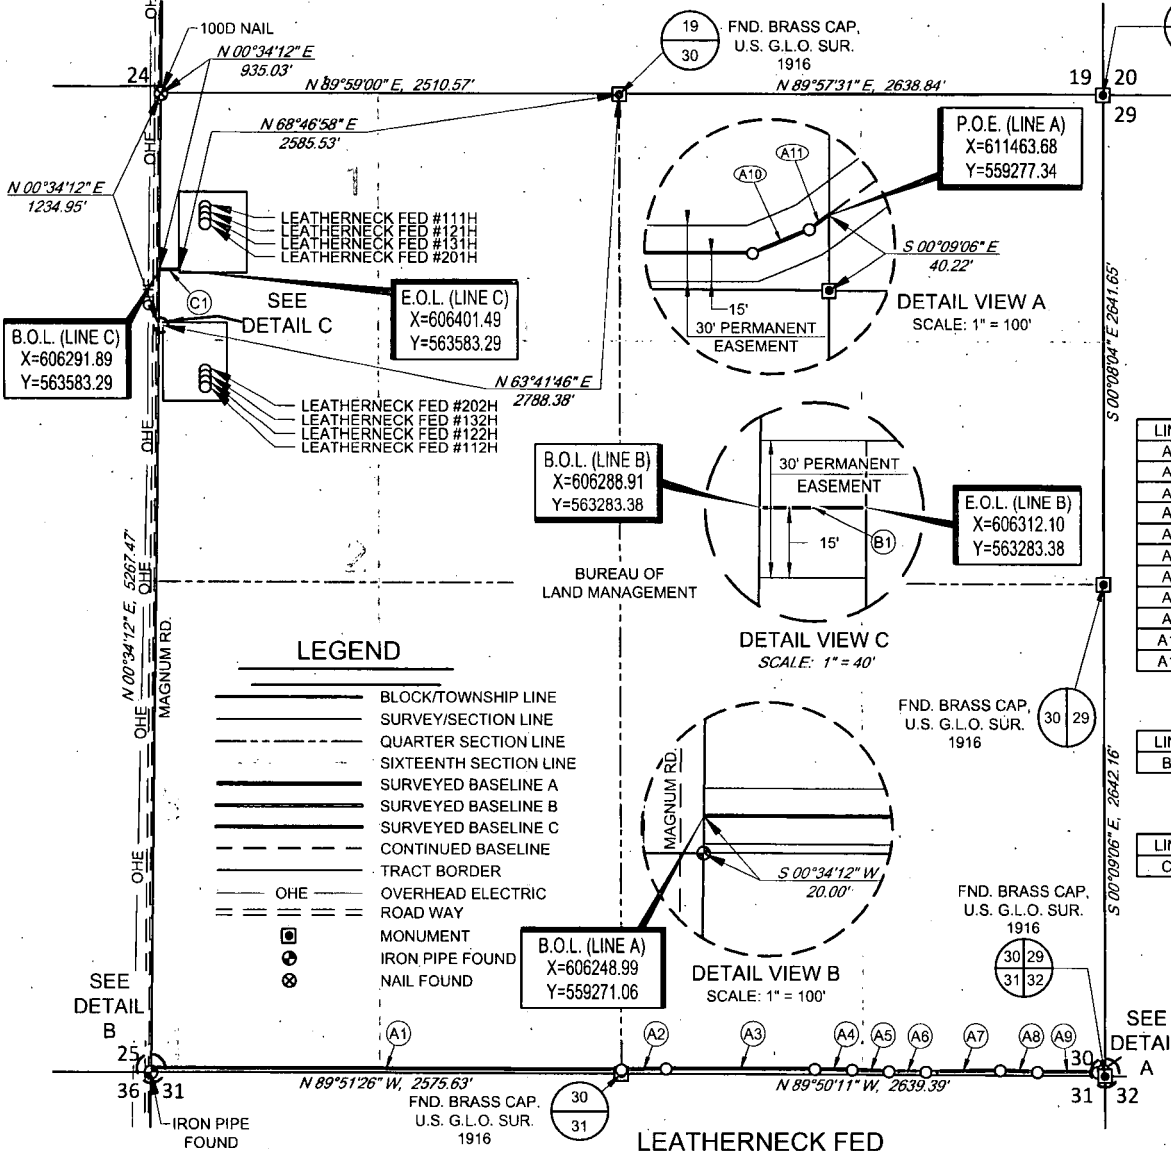 OHE
100D NAIL
N 00°34'12" E
935.03'
24
N 89°59'00" E, 2510.57'
19
30
FND. BRASS CAP,
U.S. G.L.O. SUR.
1916
N 89°57'31" E, 2638.84'
19
20
29
OHE
N 68°46'58" E
2585.53'
1
N 00°34'12" E
1234.95'
LEATHERNECK FED #111H
LEATHERNECK FED #121H
LEATHERNECK FED #131H
LEATHERNECK FED #201H
A10
A11
P.O.E. (LINE A)
X=611463.68
Y=559277.34
S 00°09'06" E
40.22'
15'
30' PERMANENT
EASEMENT
DETAIL VIEW A
SCALE: 1" = 100'
S 00°08'04" E 2641.65'
OHE
C1
SEE
DETAIL C
B.O.L. (LINE C)
X=606291.89
Y=563583.29
E.O.L. (LINE C)
X=606401.49
Y=563583.29
N 63°41'46" E
2788.38'
LEATHERNECK FED #202H
LEATHERNECK FED #132H
LEATHERNECK FED #122H
LEATHERNECK FED #112H
OHE
B.O.L. (LINE B)
X=606288.91
Y=563283.38
30' PERMANENT
EASEMENT
15'
B1
E.O.L. (LINE B)
X=606312.10
Y=563283.38
LIN
A
A
A
A
A
A
A
A
A
A
A
N 00°34'12" E, 5267.47'
OHE
2
BUREAU OF
LAND MANAGEMENT
DETAIL VIEW C
SCALE: 1" = 40'
MAGNUM RD.
OHE
FND. BRASS CAP,
U.S. G.L.O. SUR.
1916
30
29
LIN
B
LEGEND
BLOCK/TOWNSHIP LINE
SURVEY/SECTION LINE
QUARTER SECTION LINE
SIXTEENTH SECTION LINE
SURVEYED BASELINE A
SURVEYED BASELINE B
SURVEYED BASELINE C
CONTINUED BASELINE
TRACT BORDER
OHE OVERHEAD ELECTRIC
ROAD WAY
MONUMENT
IRON PIPE FOUND
NAIL FOUND
MAGNUM RD.
S 00°34'12" W
20.00'
S 00°09'06" E, 2642.16'
LIN
C
OHE
B.O.L. (LINE A)
X=606248.99
Y=559271.06
DETAIL VIEW B
SCALE: 1" = 100'
FND. BRASS CAP,
U.S. G.L.O. SUR.
1916
30 29
31 32
SEE
DETAIL
B
25
36
31
A1
A2
A3
A4
A5
A6
A7
A8
A9
30
31
32
SEE
DETAI
A
N 89°51'26" W, 2575.63'
N 89°50'11" W, 2639.39'
FND. BRASS CAP,
U.S. G.L.O. SUR.
1916
30
31
IRON PIPE
FOUND
LEATHERNECK FED